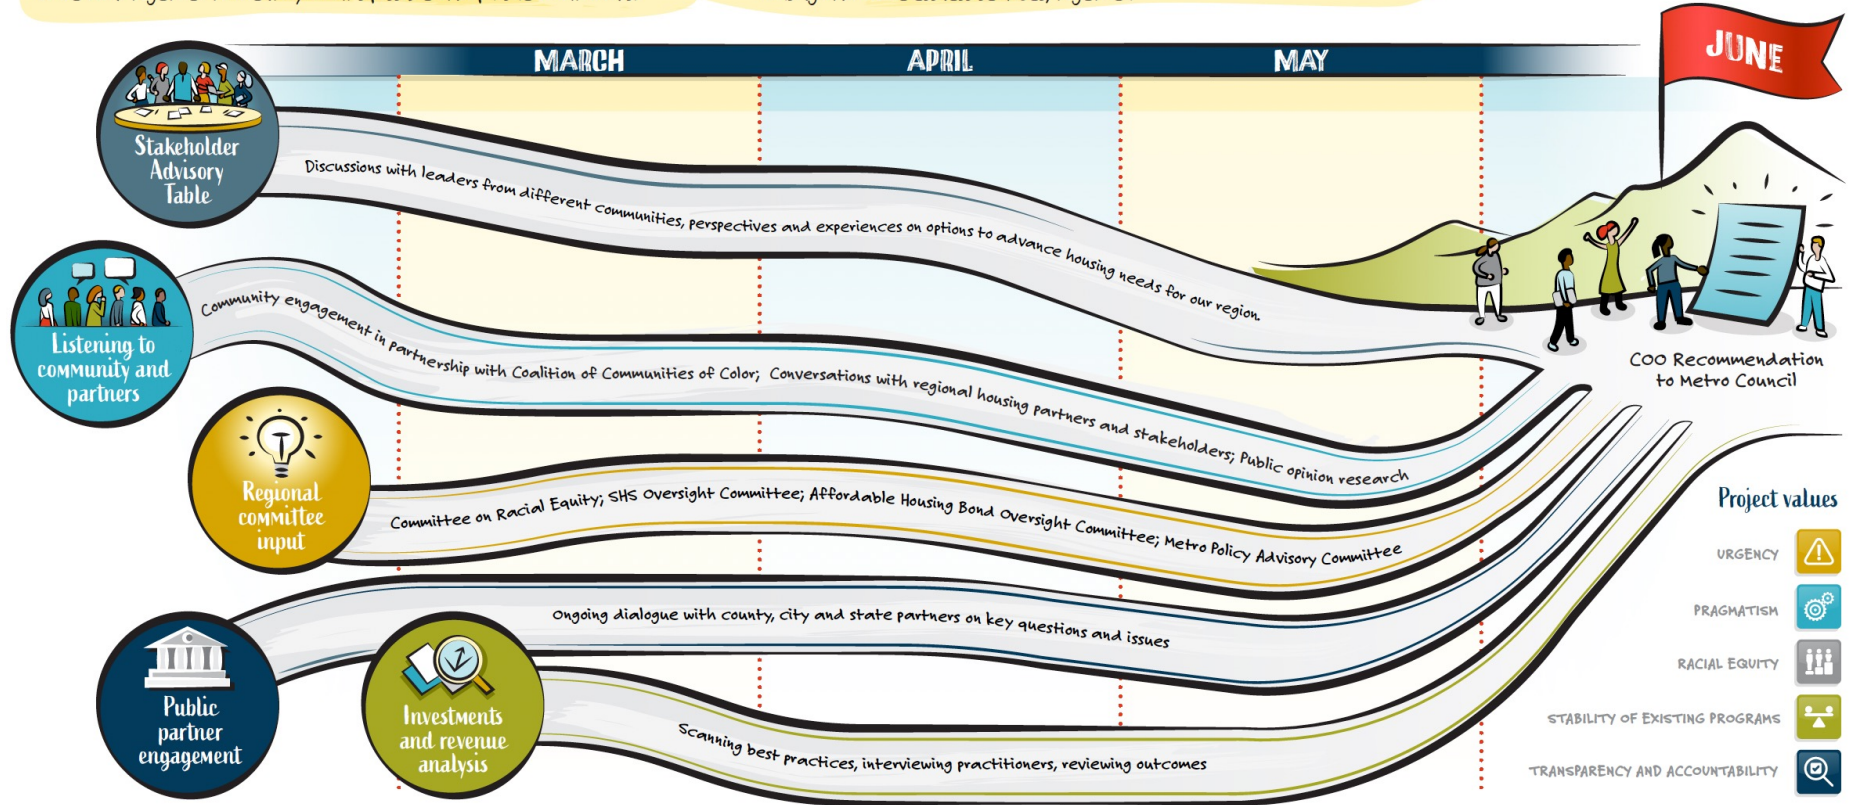 MARCH
APRIL
MAY
JUNE
Stakeholder
Advisory
Table
Discussions with leaders from different communities, perspectives and experiences on options to advance housing needs for our region.
Listening to
community and
partners
Community engagement in partnership with Coalition of Communities of Color; Conversations with regional housing partners and stakeholders; Public opinion research
COO Recommendation
to Metro Council
Regional
committee
input
Committee on Racial Equity; SHS Oversight Committee; Affordable Housing Bond Oversight Committee; Metro Policy Advisory Committee
Public
partner
engagement
Ongoing dialogue with county, city and state partners on key questions and issues
Investments
and revenue
analysis
Scanning best practices, interviewing practitioners, reviewing outcomes
Project values
URGENCY
PRAGMATISM
RACIAL EQUITY
STABILITY OF EXISTING PROGRAMS
TRANSPARENCY AND ACCOUNTABILITY